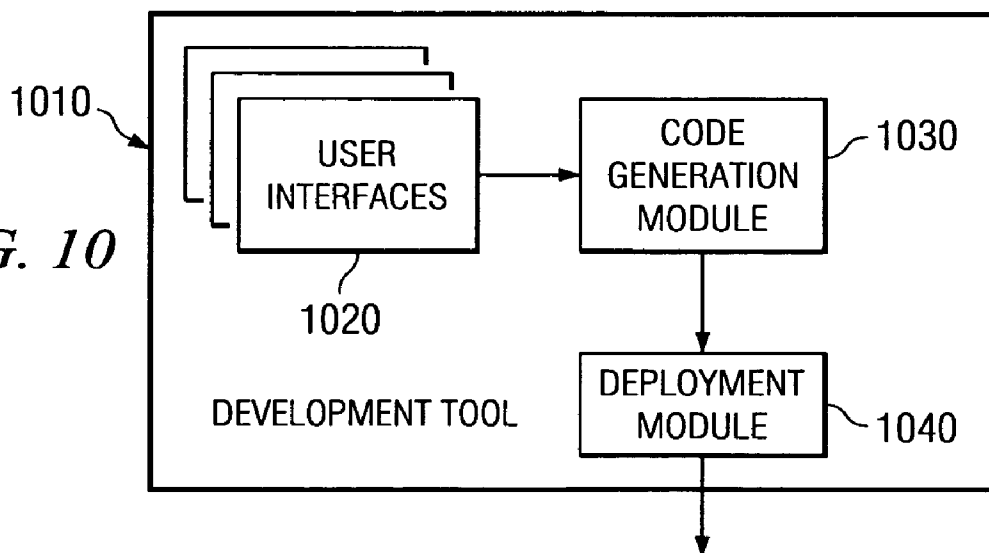 1010
USER
INTERFACES
CODE
GENERATION
MODULE
1030
G. 10
1020
DEPLOYMENT
MODULE
1040
DEVELOPMENT TOOL